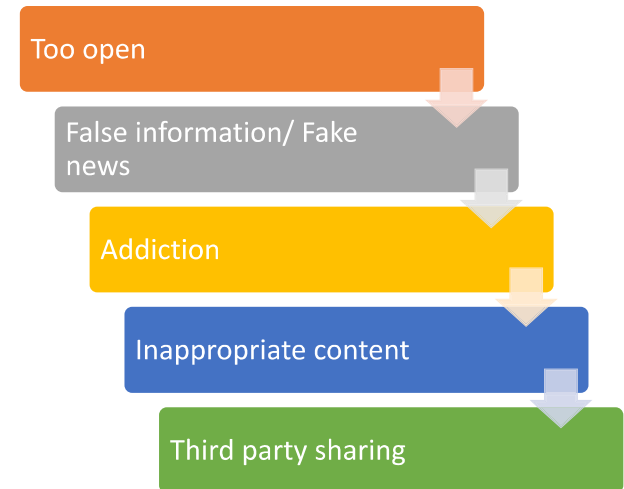 Too open
False information/ Fake
news
Addiction
Inappropriate content
Third party sharing